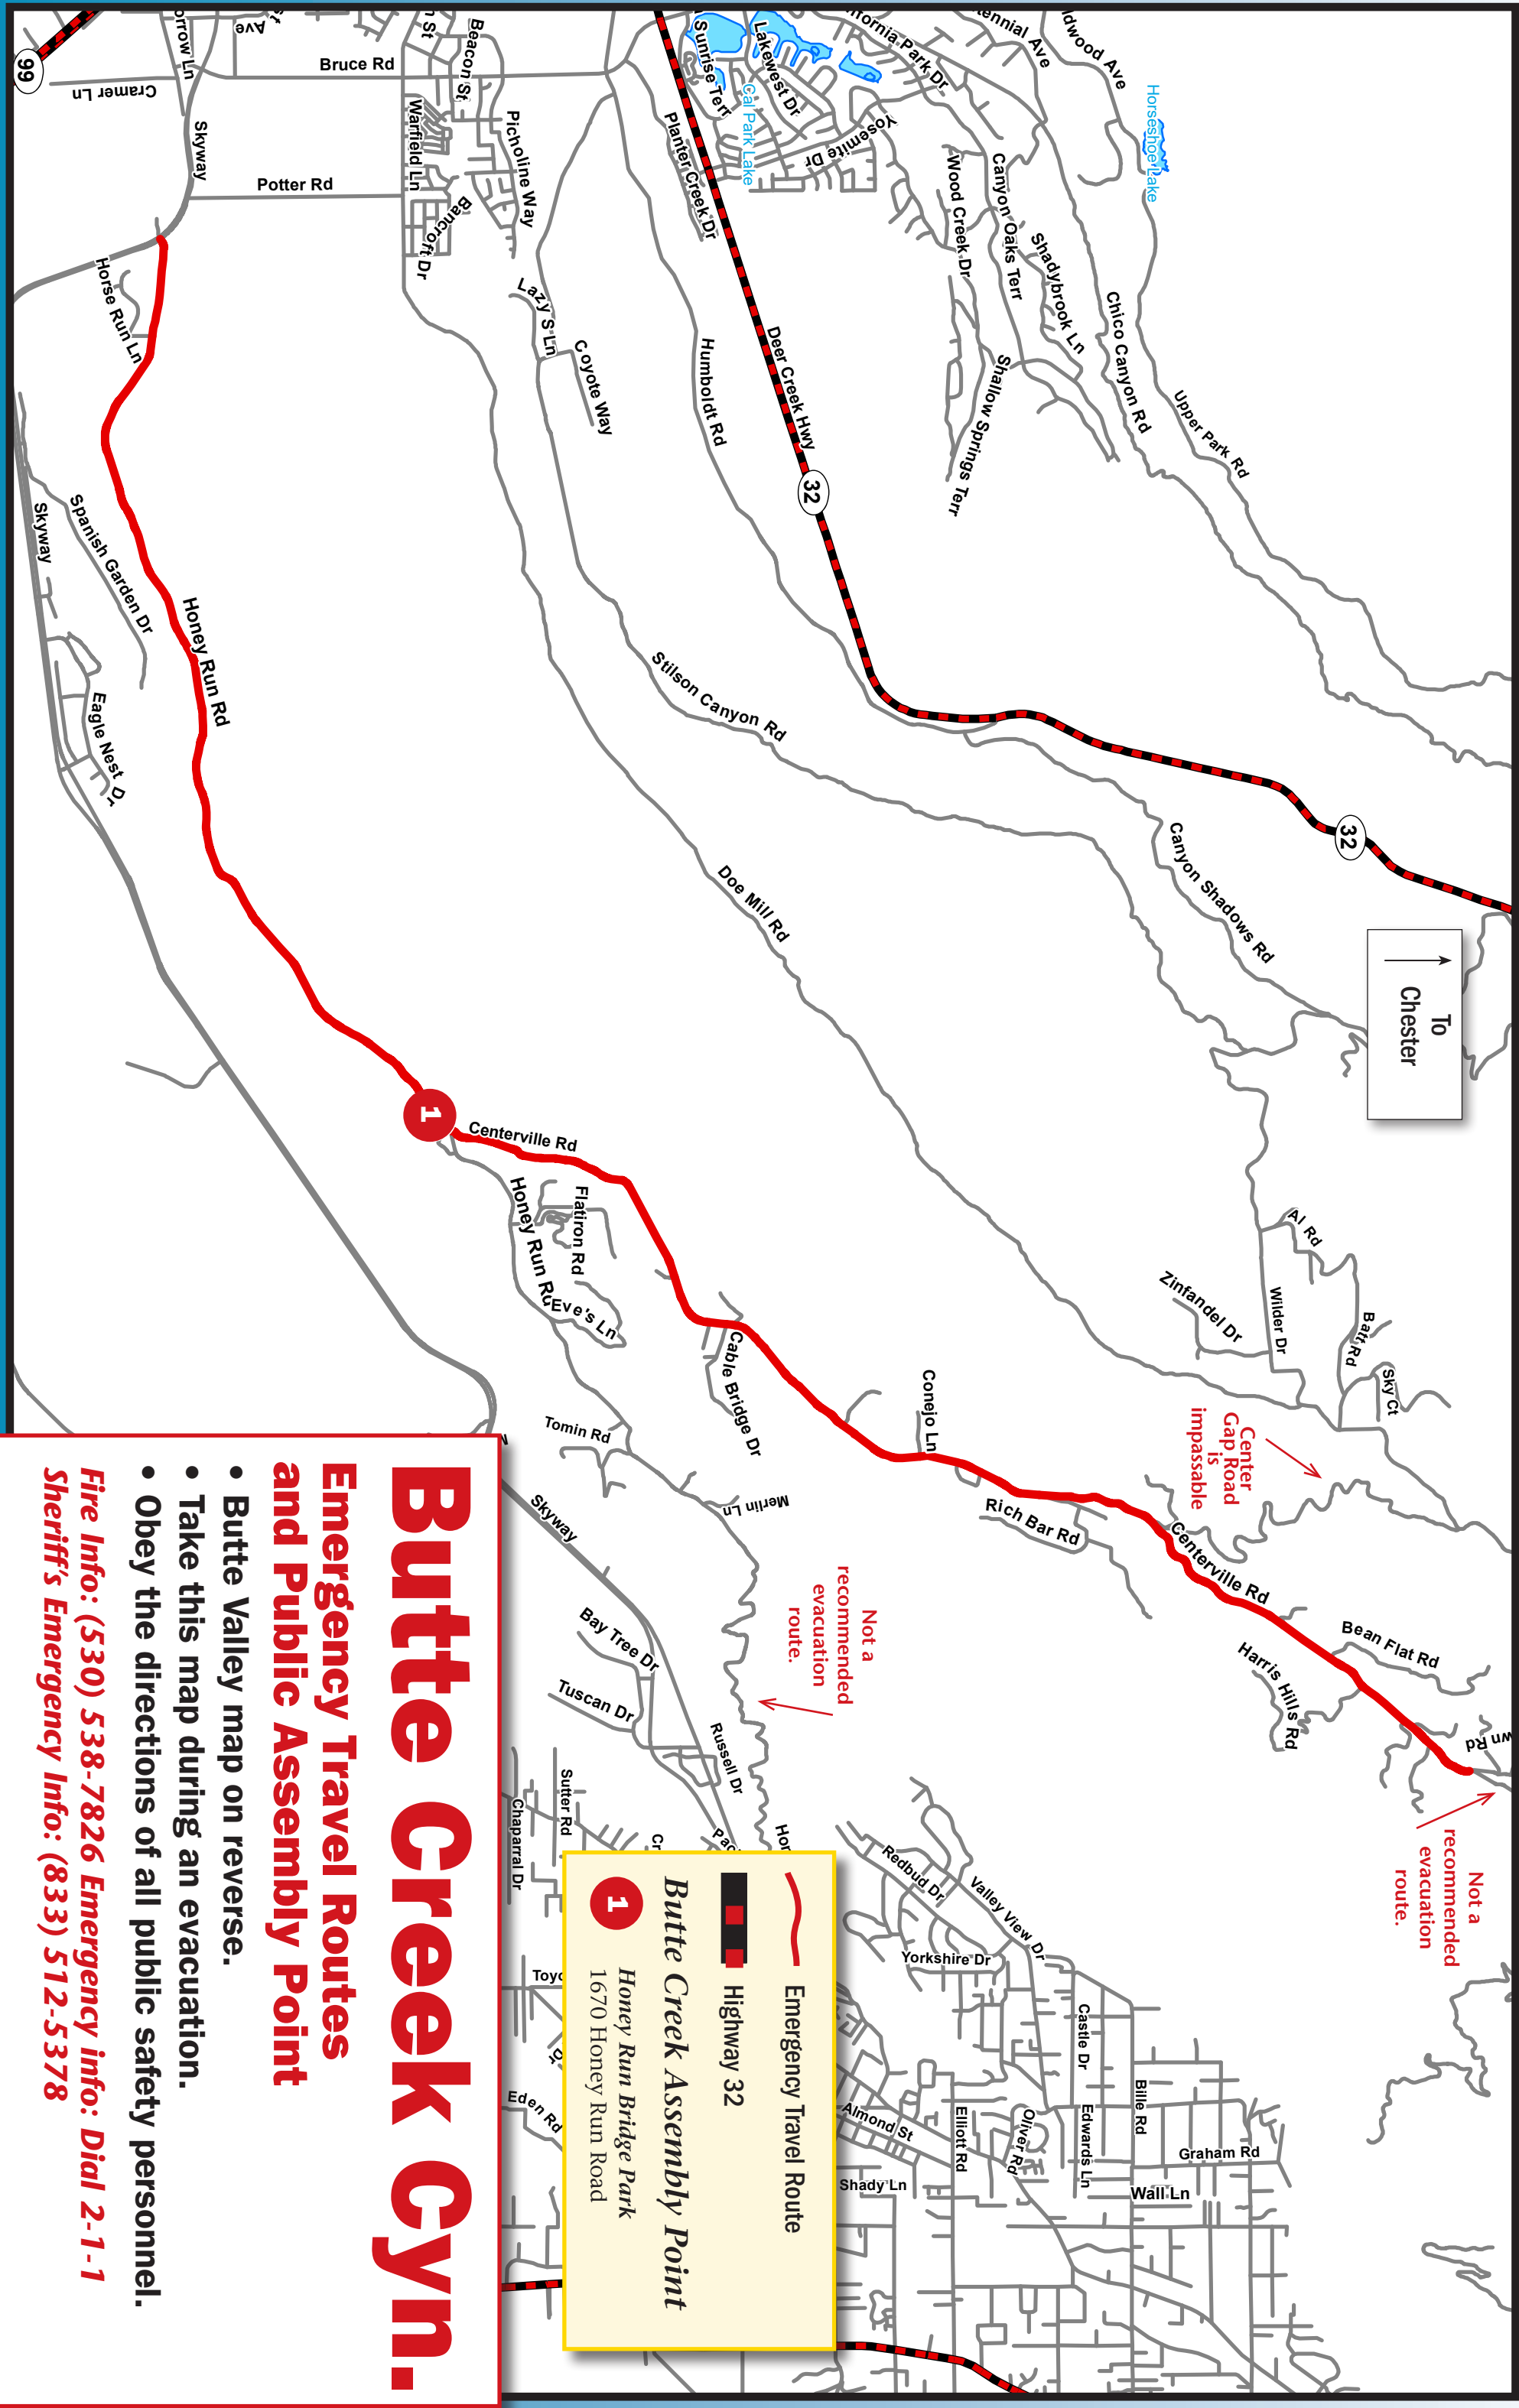 Butte Creek Cyn.
Emergency Travel Routes
and Public Assembly Point
• Butte Valley map on reverse.
• Take this map during an evacuation.
• Obey the directions of all public safety personnel.
Fire Info: (530) 538-7826 Emergency info: Dial 2-1-1
Sheriff's Emergency Info: (833) 512-5378
Emergency Travel Route
Highway 32
Butte Creek Assembly Point
1
Honey Run Bridge Park
1670 Honey Run Road
To
Chester
Center
Gap Road
is
impassable
Not a
recommended
evacuation
route.
Not a
recommended
evacuation
route.
Horseshoe Lake
Upper Park Rd
Chico Canyon Rd
Shadybrook Ln
Canyon Oaks Terr
Wood Creek Dr
Shallow Springs Terr
Yosemite Dr
Lakewest Dr
Cal Park Lake
Sunrise Terr
Planter Creek Dr
Deer Creek Hwy
32
32
Humboldt Rd
Canyon Shadows Rd
Stilson Canyon Rd
Doe Mill Rd
Coyote Way
Lazy S Ln
Picholine Way
Beacon St
Warfield Ln
Bancroft Dr
Bruce Rd
Potter Rd
Skyway
Cramer Ln
99
Ave
Horse Run Ln
Honey Run Rd
Spanish Garden Dr
Skyway
Eagle Nest Dr
1
Centerville Rd
Honey Run Rd
Flatiron Rd
Eve's Ln
Cable Bridge Dr
Tomin Rd
Merlin Ln
Conejo Ln
Rich Bar Rd
Centerville Rd
Bean Flat Rd
Harris Hills Rd
Al Rd
Batt Rd
Sky Ct
Wilder Dr
Zinfandel Dr
Skyway
Bay Tree Dr
Tuscan Dr
Russell Dr
Sutter Rd
Chaparral Dr
Eden Rd
Redbud Dr
Valley View Dr
Yorkshire Dr
Castle Dr
Bille Rd
Edwards Ln
Oliver Rd
Elliott Rd
Almond St
Shady Ln
Graham Rd
Wall Ln